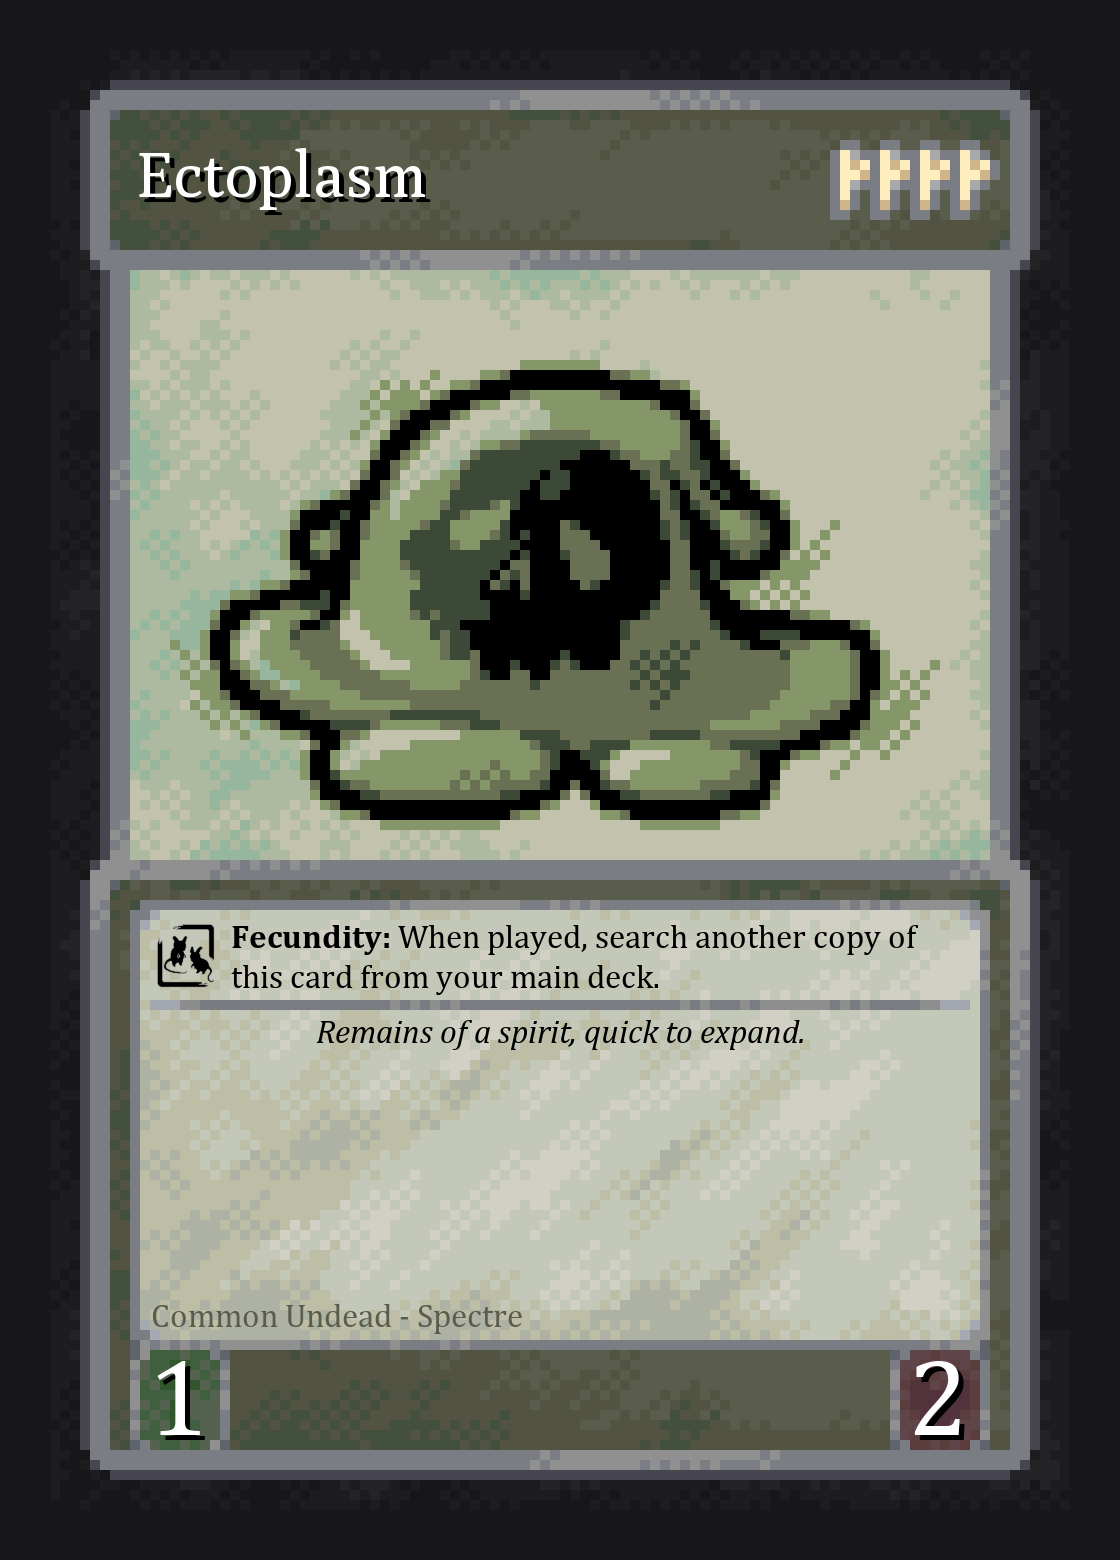 Ectoplasm
Fecundity: When played, search another copy of
this card from your main deck.
Remains of a spirit, quick to expand.
Common Undead - Spectre
1
2